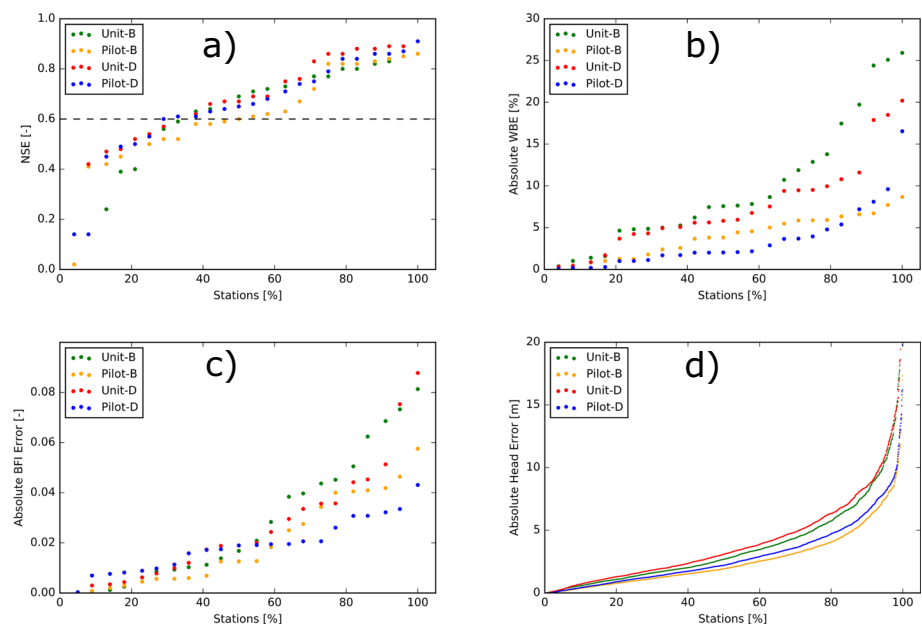 a)
Unit-B
Pilot-B
Unit-D
Pilot-D
NSE [-]
1.0
0.8
0.6
0.4
0.2
0.0
0 20 40 60 80 100
Stations [%]
b)
Unit-B
Pilot-B
Unit-D
Pilot-D
Absolute WBE [%]
30
25
20
15
10
5
0
0 20 40 60 80 100
Stations [%]
c)
Unit-B
Pilot-B
Unit-D
Pilot-D
Absolute BFI Error [-]
0.08
0.06
0.04
0.02
0.00
0 20 40 60 80 100
Stations [%]
d)
Unit-B
Pilot-B
Unit-D
Pilot-D
Absolute Head Error [m]
20
15
10
5
0
0 20 40 60 80 100
Stations [%]